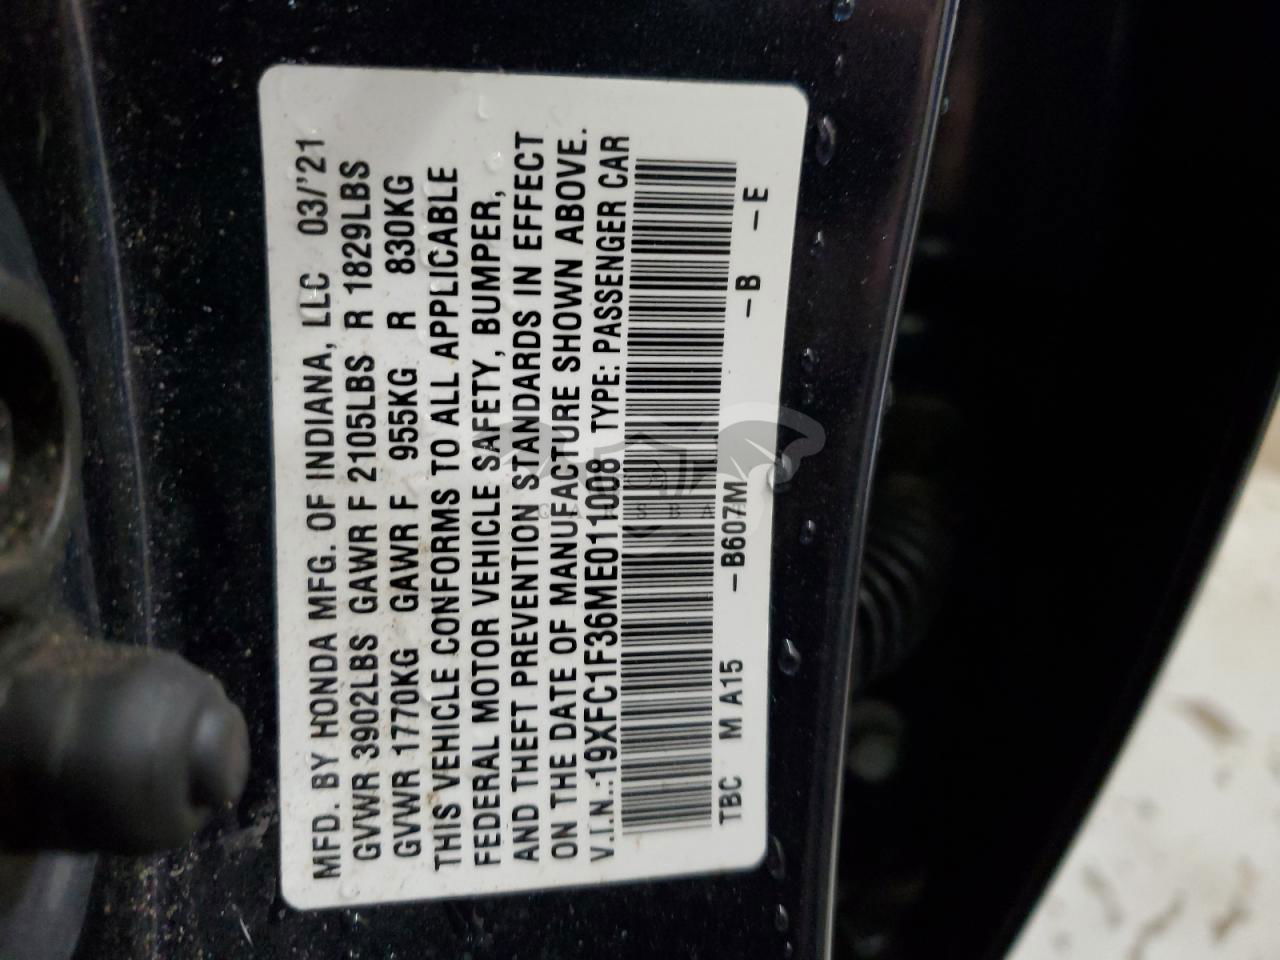 MFD. BY HONDA MFG. OF INDIANA, LLC 03/'21
GVWR 3902LBS GAWR F 2105LBS R 1829LBS
GVWR 1770KG GAWR F 955KG R 830KG
THIS VEHICLE CONFORMS TO ALL APPLICABLE
FEDERAL MOTOR VEHICLE SAFETY, BUMPER,
AND THEFT PREVENTION STANDARDS IN EFFECT
ON THE DATE OF MANUFACTURE SHOWN ABOVE.
V.I.N.:19XFC1F36ME011008 TYPE: PASSENGER CAR
TBC M A15 –B607M –B –E